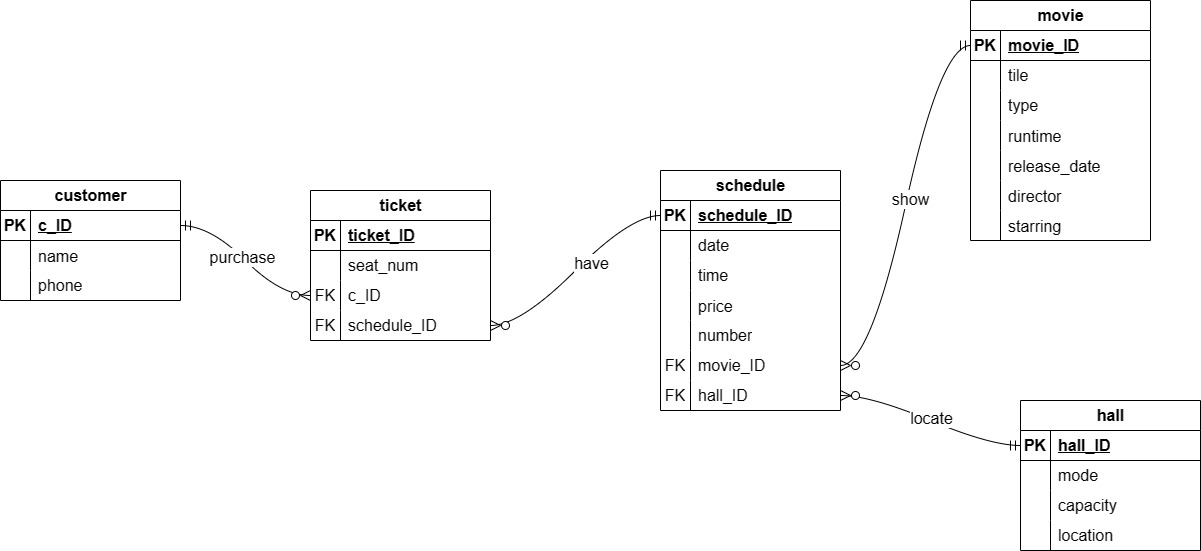 customer
PK c_ID
name
phone
purchase
ticket
PK ticket_ID
seat_num
FK c_ID
FK schedule_ID
have
schedule
PK schedule_ID
date
time
price
number
FK movie_ID
FK hall_ID
show
movie
PK movie_ID
tile
type
runtime
release_date
director
starring
locate
hall
PK hall_ID
mode
capacity
location